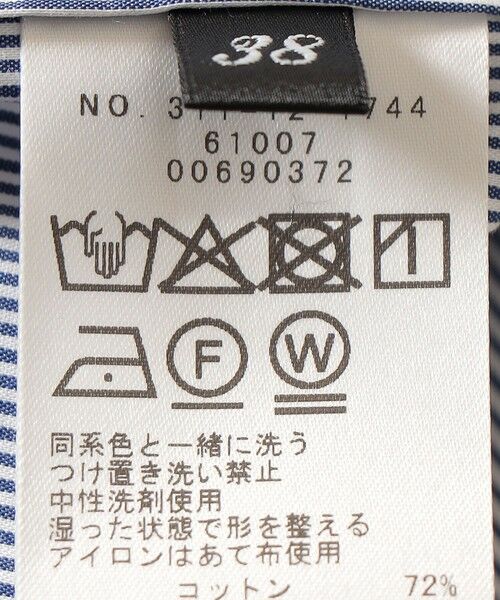 38
NO. 744
61007
00690372
F W
同系色と一緒に洗う
つけ置き洗い禁止
中性洗剤使用
湿った状態で形を整える
アイロンはあて布使用
コットン 72%